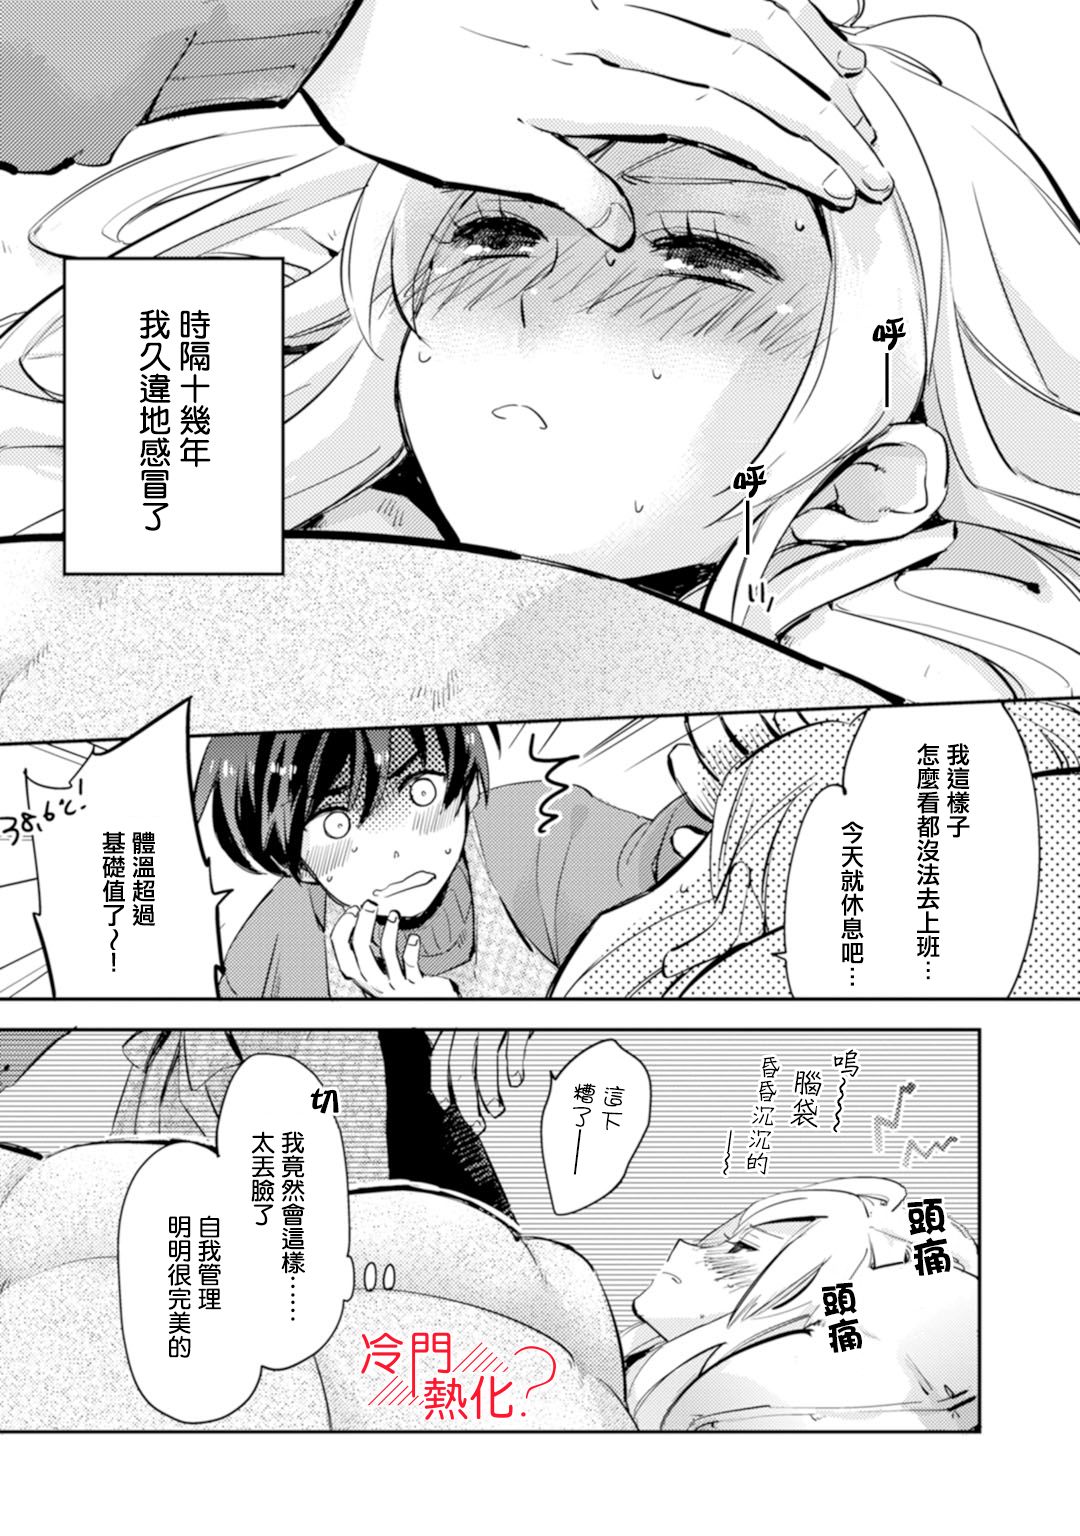 時隔十幾年
我久違地感冒了
呼——
呼——
我這樣子
怎麼看都沒法去上班…
今天就休息吧…
體溫超過
基礎值了~!
38.6℃!
嗚~~~
腦袋
昏昏沉沉的
~~
頭痛
頭痛
這下
糟了——
切
我竟然會這樣……
太丟臉了
自我管理
明明很完美的
冷門
熱化?